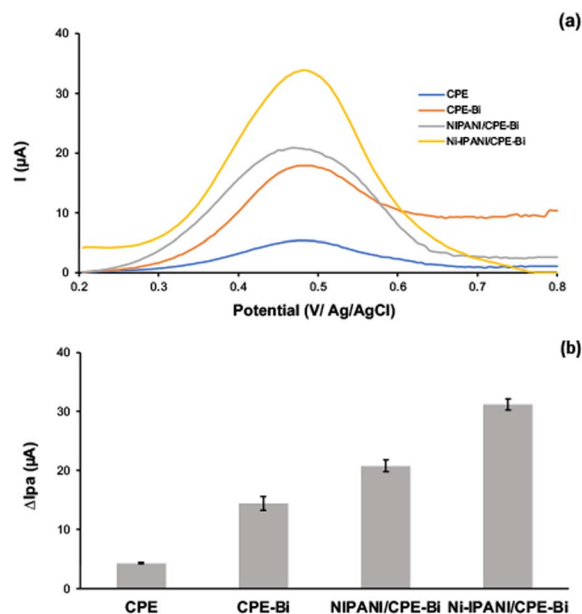 (a)
40
30
20
10
0
I (µA)
CPE
CPE-Bi
NIPANI/CPE-Bi
Ni-IPANI/CPE-Bi
0.2 0.3 0.4 0.5 0.6 0.7 0.8
Potential (V/ Ag/AgCl)
(b)
40
30
20
10
0
ΔIpa (µA)
CPE CPE-Bi NIPANI/CPE-Bi Ni-IPANI/CPE-Bi